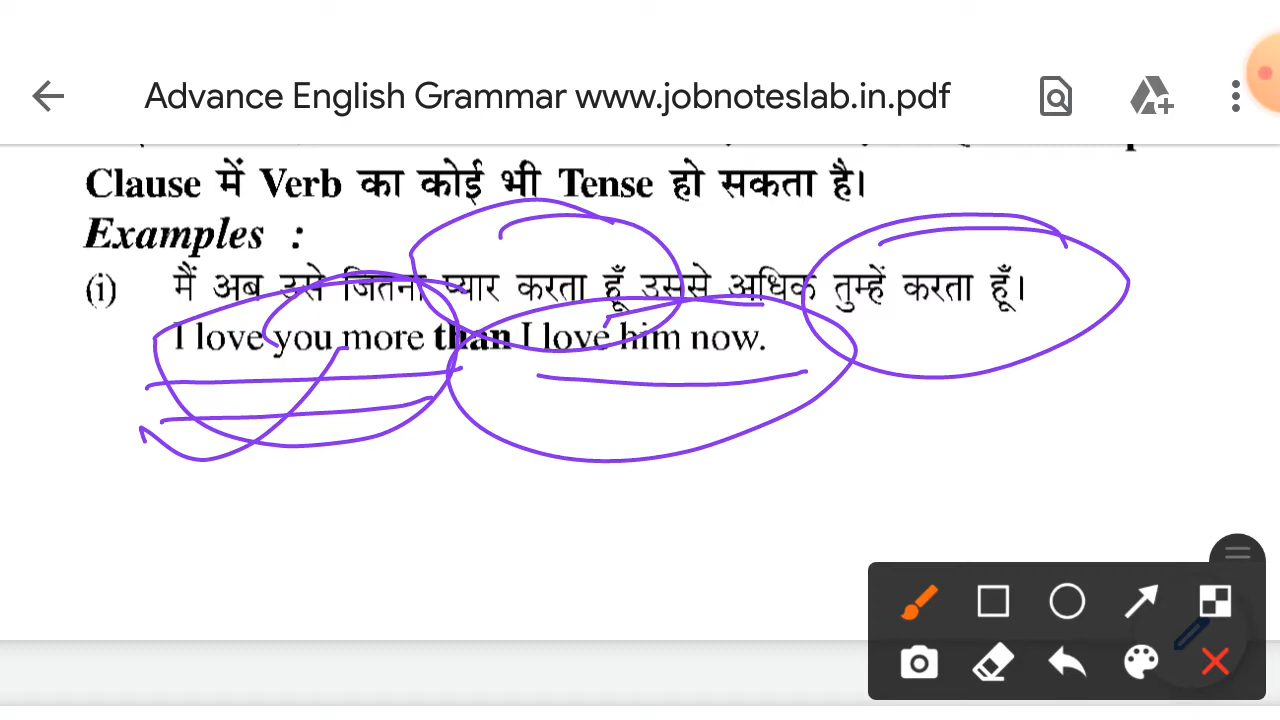 Advance English Grammar www.jobnoteslab.in.pdf
Clause में Verb का कोई भी Tense हो सकता है।
Examples :
(i) मैं अब उसे जितना प्यार करता हूँ उससे अधिक तुम्हें करता हूँ।
I love you more than I love him now.